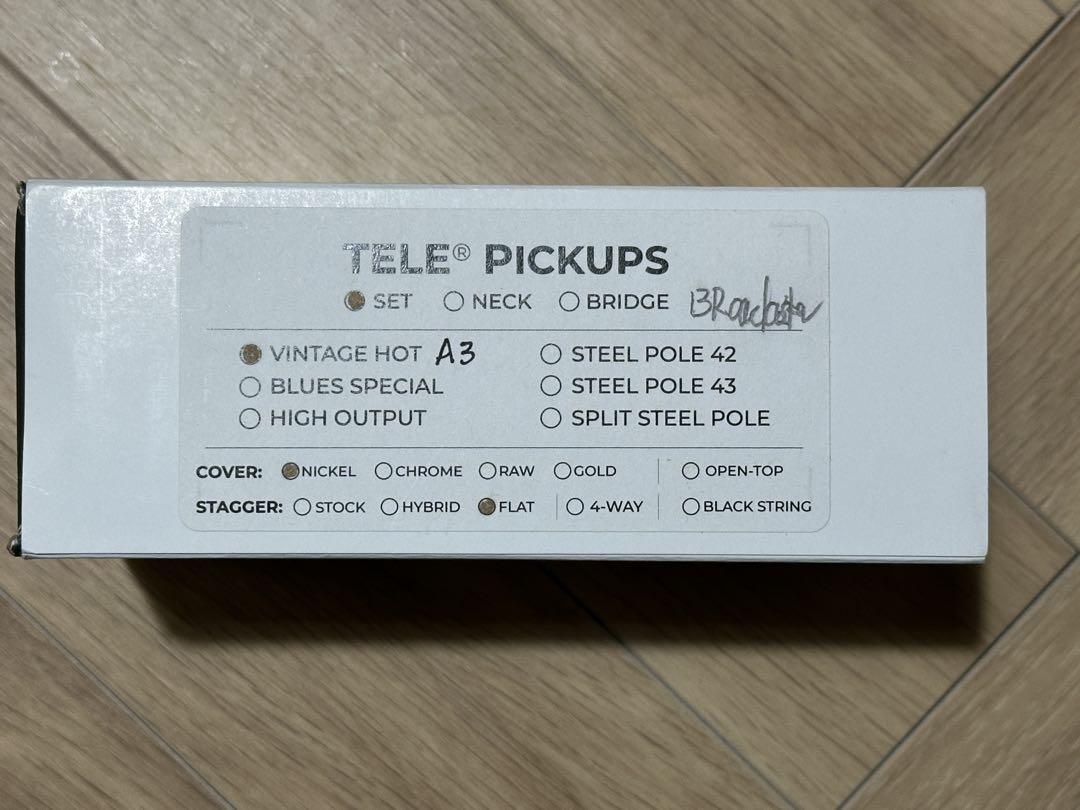 TELE® PICKUPS
SET NECK BRIDGE
VINTAGE HOT A3 STEEL POLE 42
BLUES SPECIAL STEEL POLE 43
HIGH OUTPUT SPLIT STEEL POLE
COVER: NICKEL CHROME RAW GOLD OPEN-TOP
STAGGER: STOCK HYBRID FLAT 4-WAY BLACK STRING